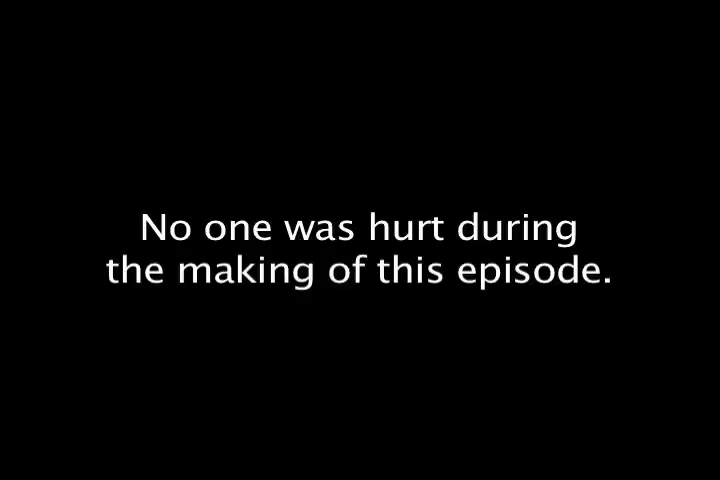 No one was hurt during
the making of this episode.